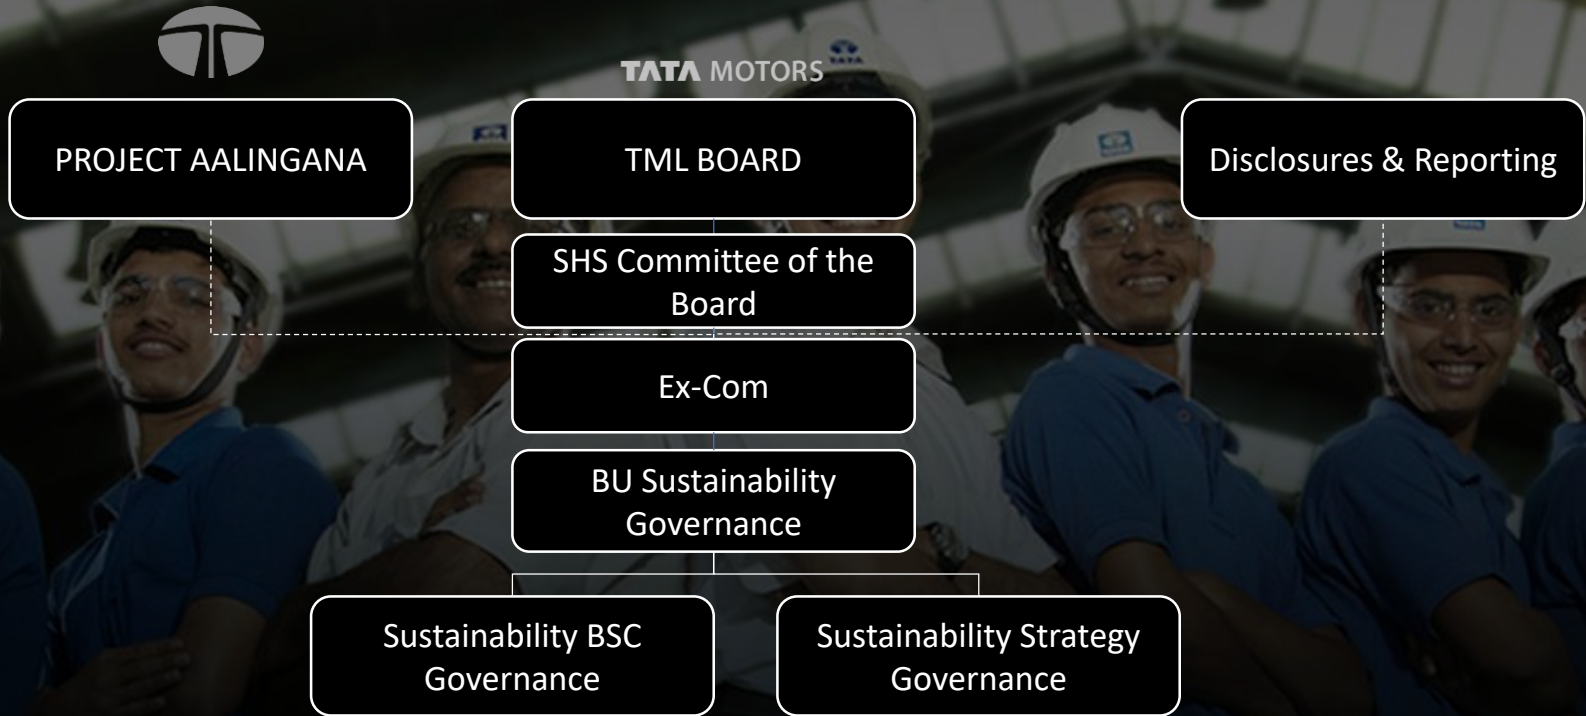 TATA MOTORS
TATA
PROJECT AALINGANA
TML BOARD
Disclosures & Reporting
SHS Committee of the
Board
Ex-Com
BU Sustainability
Governance
Sustainability BSC
Governance
Sustainability Strategy
Governance